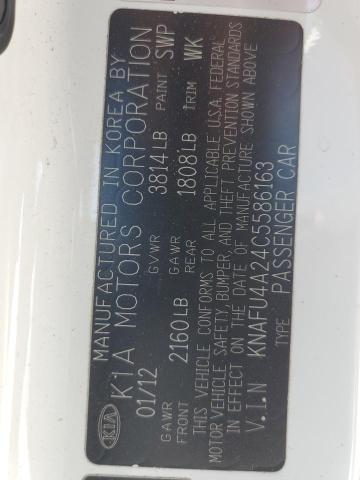 MANUFACTURED IN KOREA BY
KIA
KIA MOTORS CORPORATION
01/12 GVWR 3814LB PAINT SWP
GAWR FRONT 2160LB GAWR REAR 1808LB TRIM WK
THIS VEHICLE CONFORMS TO ALL APPLICABLE U.S.A. FEDERAL
MOTOR VEHICLE SAFETY, BUMPER, AND THEFT PREVENTION STANDARDS
IN EFFECT ON THE DATE OF MANUFACTURE SHOWN ABOVE
V.I.N KNAFU4A24C5586163
TYPE PASSENGER CAR